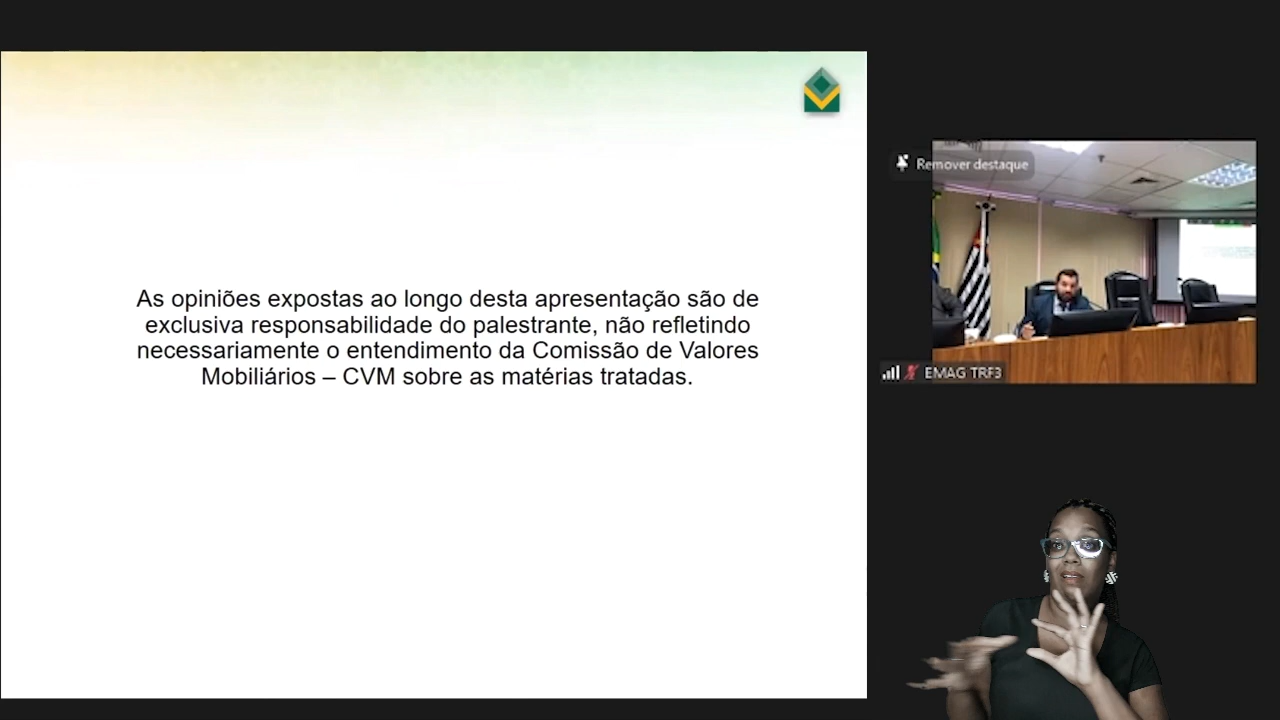 As opiniões expostas ao longo desta apresentação são de
exclusiva responsabilidade do palestrante, não refletindo
necessariamente o entendimento da Comissão de Valores
Mobiliários – CVM sobre as matérias tratadas.
Remover destaque
EMAG TRF3